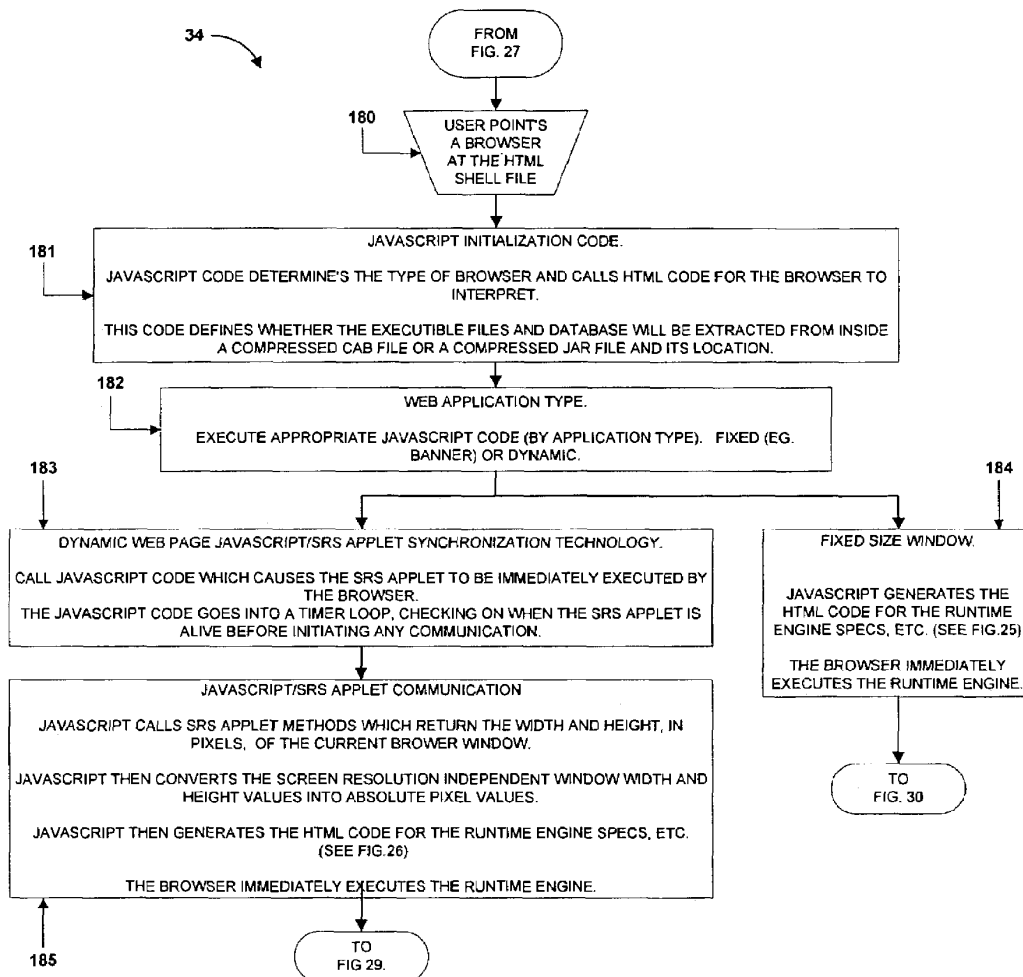 34
FROM
FIG. 27
180
USER POINT'S
A BROWSER
AT THE HTML
SHELL FILE
181
JAVASCRIPT INITIALIZATION CODE.
JAVASCRIPT CODE DETERMINE'S THE TYPE OF BROWSER AND CALLS HTML CODE FOR THE BROWSER TO
INTERPRET.
THIS CODE DEFINES WHETHER THE EXECUTIBLE FILES AND DATABASE WILL BE EXTRACTED FROM INSIDE
A COMPRESSED CAB FILE OR A COMPRESSED JAR FILE AND ITS LOCATION.
182
WEB APPLICATION TYPE.
EXECUTE APPROPRIATE JAVASCRIPT CODE (BY APPLICATION TYPE). FIXED (EG.
BANNER) OR DYNAMIC.
183
DYNAMIC WEB PAGE JAVASCRIPT/SRS APPLET SYNCHRONIZATION TECHNOLOGY.
CALL JAVASCRIPT CODE WHICH CAUSES THE SRS APPLET TO BE IMMEDIATELY EXECUTED BY
THE BROWSER.
THE JAVASCRIPT CODE GOES INTO A TIMER LOOP, CHECKING ON WHEN THE SRS APPLET IS
ALIVE BEFORE INITIATING ANY COMMUNICATION.
184
FIXED SIZE WINDOW.
JAVASCRIPT GENERATES THE
HTML CODE FOR THE RUNTIME
ENGINE SPECS, ETC. (SEE FIG.25)
THE BROWSER IMMEDIATELY
EXECUTES THE RUNTIME ENGINE.
JAVASCRIPT/SRS APPLET COMMUNICATION
JAVASCRIPT CALLS SRS APPLET METHODS WHICH RETURN THE WIDTH AND HEIGHT, IN
PIXELS, OF THE CURRENT BROWER WINDOW.
JAVASCRIPT THEN CONVERTS THE SCREEN RESOLUTION INDEPENDENT WINDOW WIDTH AND
HEIGHT VALUES INTO ABSOLUTE PIXEL VALUES.
JAVASCRIPT THEN GENERATES THE HTML CODE FOR THE RUNTIME ENGINE SPECS, ETC.
(SEE FIG.26)
THE BROWSER IMMEDIATELY EXECUTES THE RUNTIME ENGINE.
185
TO
FIG 29.
TO
FIG. 30